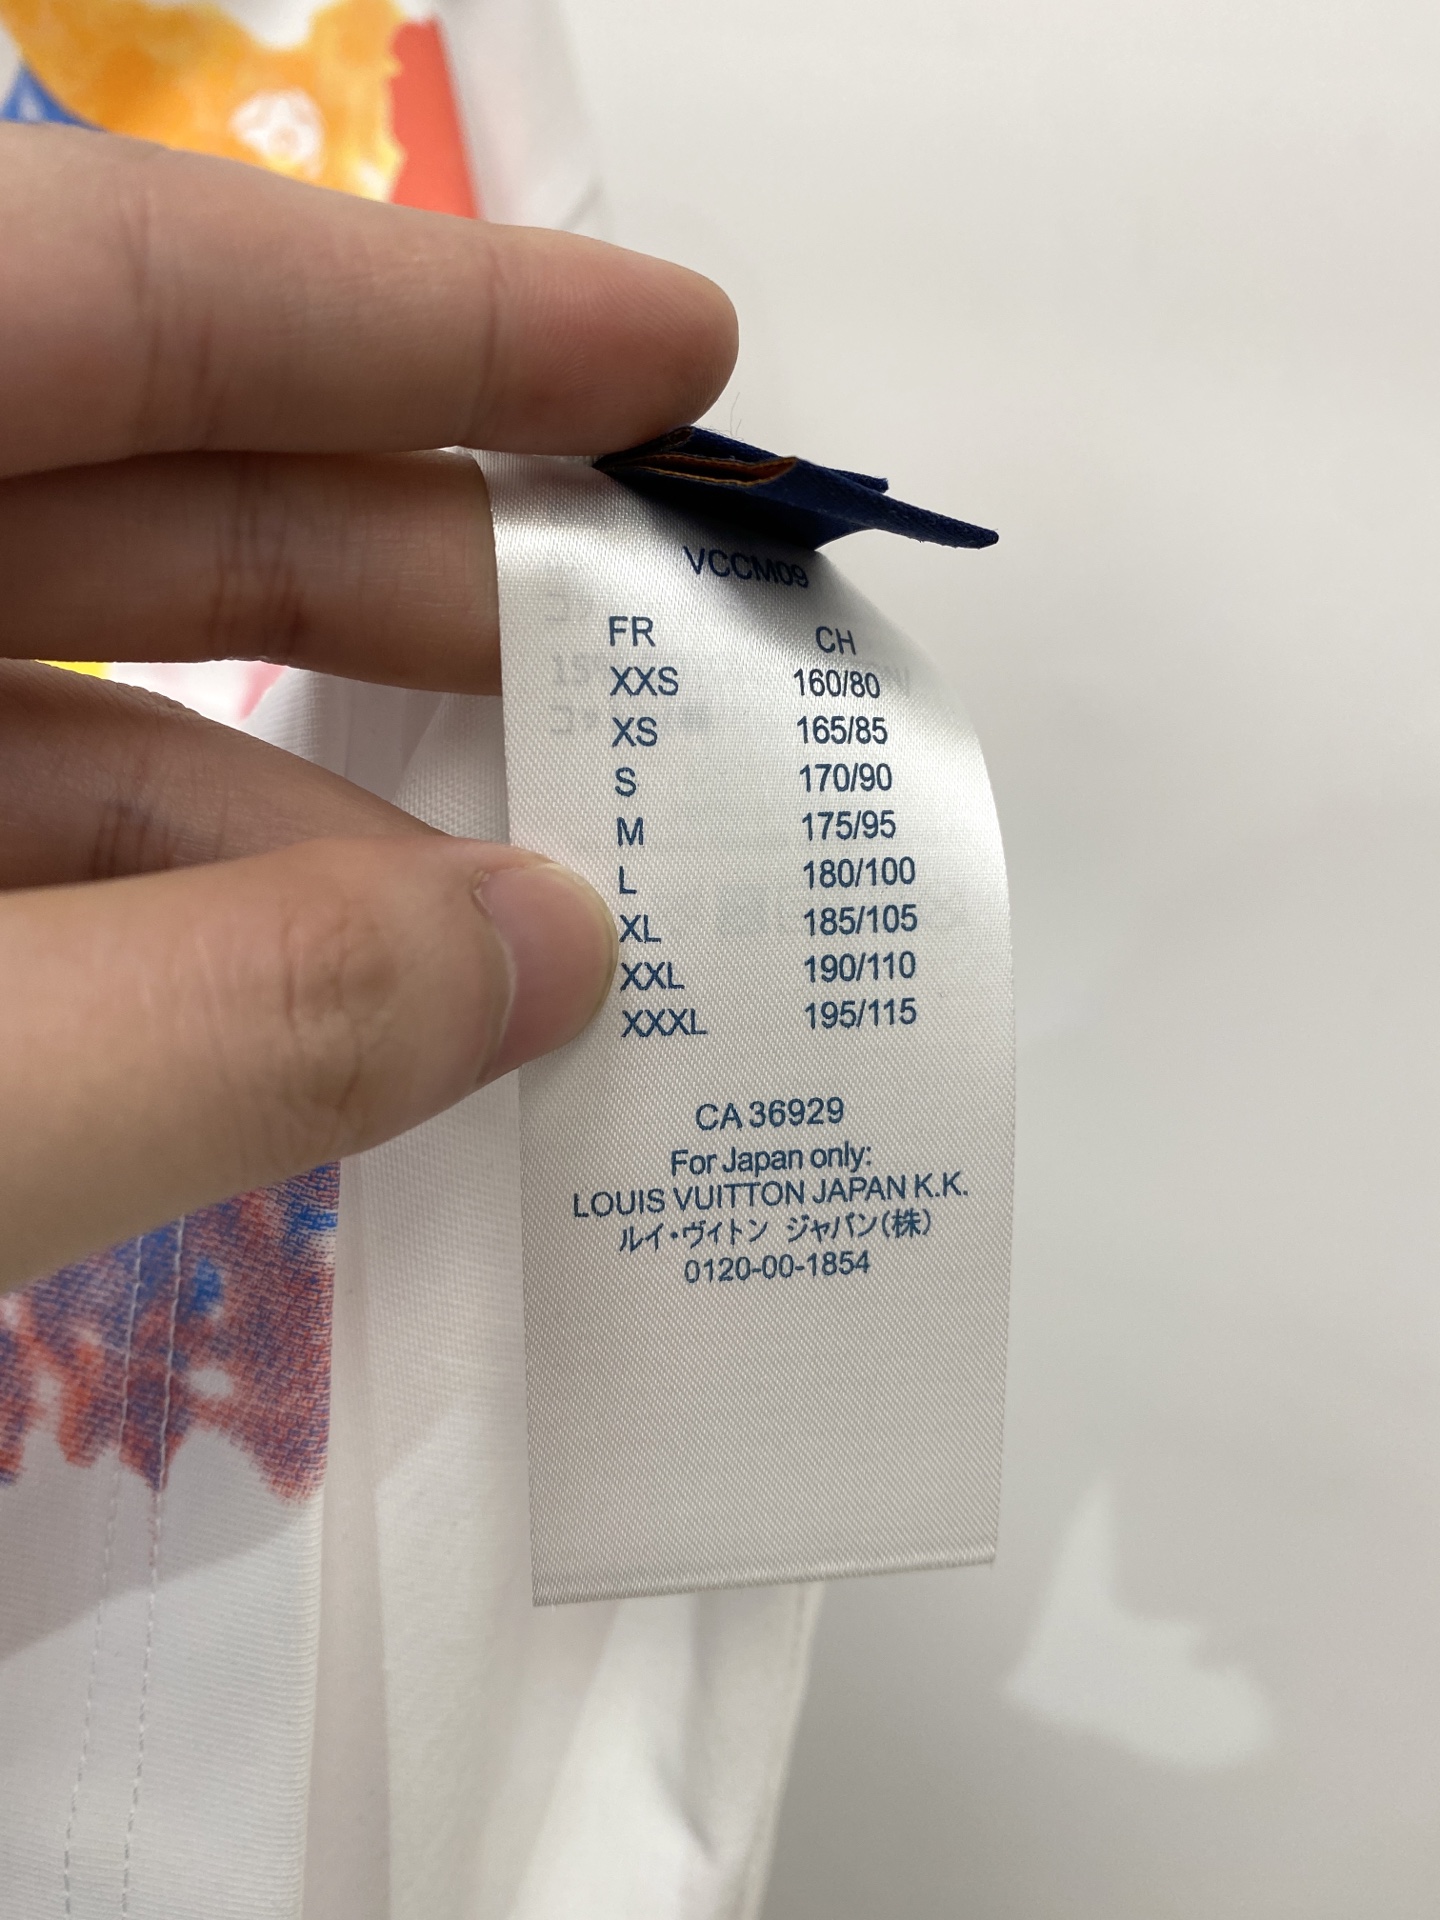 VCCM09
FR CH
XXS 160/80
XS 165/85
S 170/90
M 175/95
L 180/100
XL 185/105
XXL 190/110
XXXL 195/115
CA 36929
For Japan only:
LOUIS VUITTON JAPAN K.K.
ルイ・ヴィトン ジャパン(株)
0120-00-1854